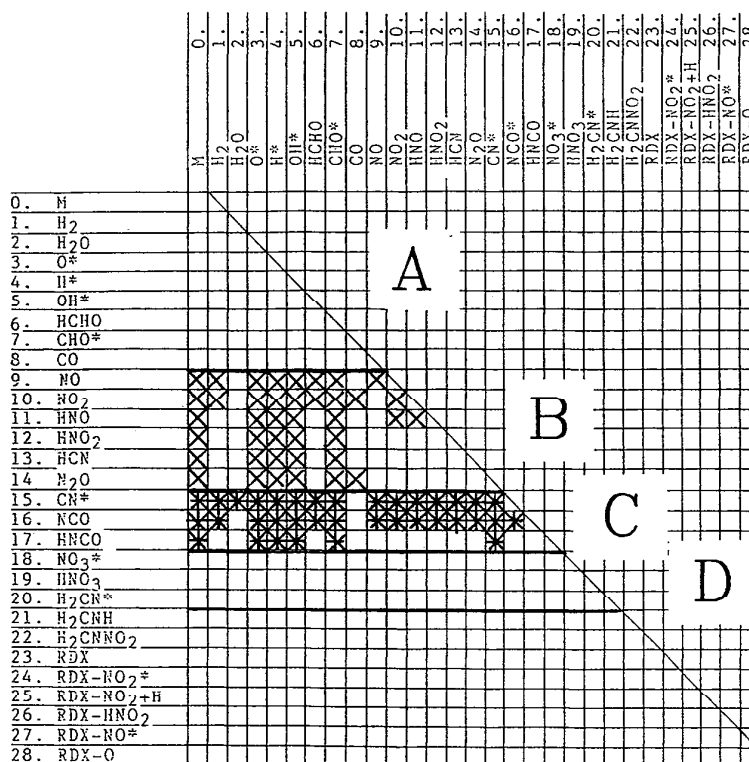 0.
1.
2.
3.
4.
5.
6.
7.
8.
9.
10.
11.
12.
13.
14.
15.
16.
17.
18.
19.
20.
21.
22.
23.
24.
25.
26.
27.
28
M
H2
H2O
O*
H*
OH*
HCHO
CHO*
CO
NO
NO2
HNO
HNO2
HCN
N2O
CN*
NCO*
HNCO
NO3*
HNO3
H2CN*
H2CNH
H2CNNO2
RDX
RDX-NO2*
RDX-NO2+H
RDX-HNO2
RDX-NO*
RDX-O
0. M
1. H2
2. H2O
3. O*
4. H*
5. OH*
6. HCHO
7. CHO*
8. CO
9. NO
10. NO2
11. HNO
12. HNO2
13. HCN
14 N2O
15. CN*
16. NCO
17. HNCO
18. NO3*
19. HNO3
20. H2CN*
21. H2CNH
22. H2CNNO2
23. RDX
24. RDX-NO2*
25. RDX-NO2+H
26. RDX-HNO2
27. RDX-NO*
28. RDX-O
A
B
C
D